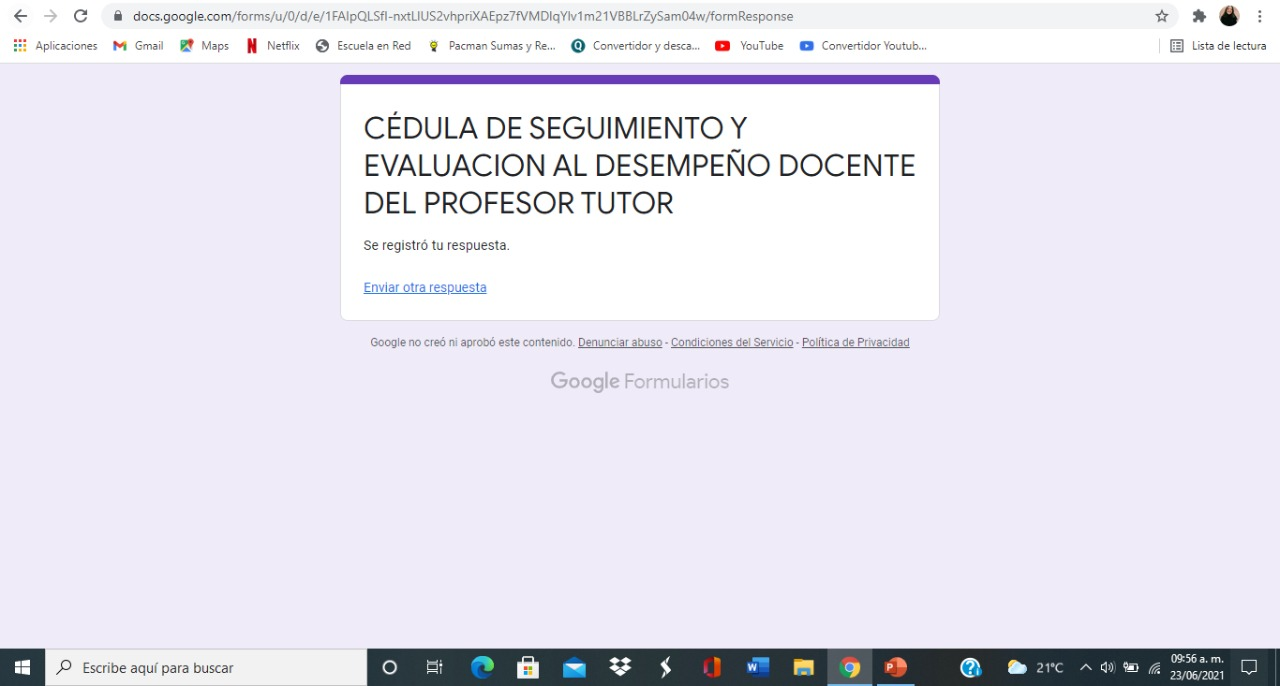 docs.google.com/forms/u/0/d/e/1FAIpQLSfI-nxtLlUS2vhpriXAEpz7fVMDlqYlv1m21VBBLrZySam04w/formResponse
Aplicaciones Gmail Maps Netflix Escuela en Red Pacman Sumas y Re... Convertidor y desca... YouTube Convertidor Youtub... Lista de lectura
CÉDULA DE SEGUIMIENTO Y
EVALUACION AL DESEMPEÑO DOCENTE
DEL PROFESOR TUTOR
Se registró tu respuesta.
Enviar otra respuesta
Google no creó ni aprobó este contenido. Denunciar abuso - Condiciones del Servicio - Política de Privacidad
Google Formularios
Escribe aquí para buscar
21°C
09:56 a. m.
23/06/2021